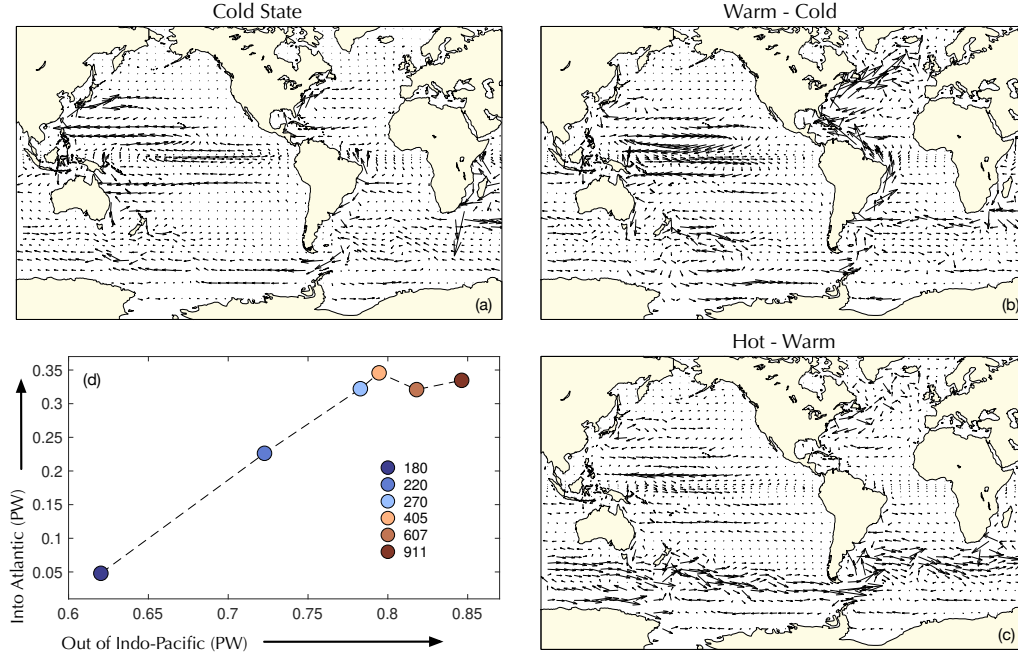 Cold State
Warm - Cold
(a)
(b)
Hot - Warm
(c)
(d)
0.35
0.3
0.25
0.2
0.15
0.1
0.05
Into Atlantic (PW)
180
220
270
405
607
911
0.6 0.65 0.7 0.75 0.8 0.85
Out of Indo-Pacific (PW)